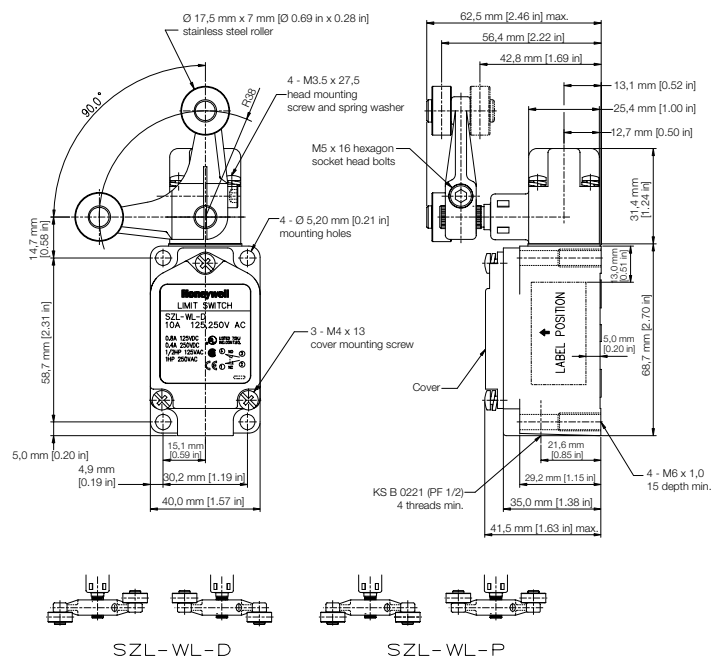 Ø 17,5 mm x 7 mm [Ø 0.69 in x 0.28 in]
stainless steel roller
90.0°
R38
4 - M3.5 x 27,5
head mounting
screw and spring washer
14,7 mm
[0.58 in]
4 - Ø 5,20 mm [0.21 in]
mounting holes
Honeywell
LIMIT SWITCH
SZL-WL-D
10A 125,250V AC
0.8A 125VDC
0.4A 250VDC
1/2HP 125VAC
1HP 250VAC
3 - M4 x 13
cover mounting screw
58,7 mm
[2.31 in]
5,0 mm [0.20 in]
4,9 mm
[0.19 in]
15,1 mm
[0.59 in]
30,2 mm [1.19 in]
40,0 mm [1.57 in]
62,5 mm [2.46 in] max.
56,4 mm [2.22 in]
42,8 mm [1.69 in]
13,1 mm [0.52 in]
25,4 mm [1.00 in]
12,7 mm [0.50 in]
M5 x 16 hexagon
socket head bolts
31,4 mm
[1.24 in]
13,0 mm
[0.51 in]
LABEL POSITION
5,0 mm
[0.20 in]
68,7 mm [2.70 in]
Cover
21,6 mm
[0.85 in]
KS B 0221 (PF 1/2)
4 threads min.
29,2 mm [1.15 in]
35,0 mm [1.38 in]
41,5 mm [1.63 in] max.
4 - M6 x 1,0
15 depth min.
SZL-WL-D
SZL-WL-P